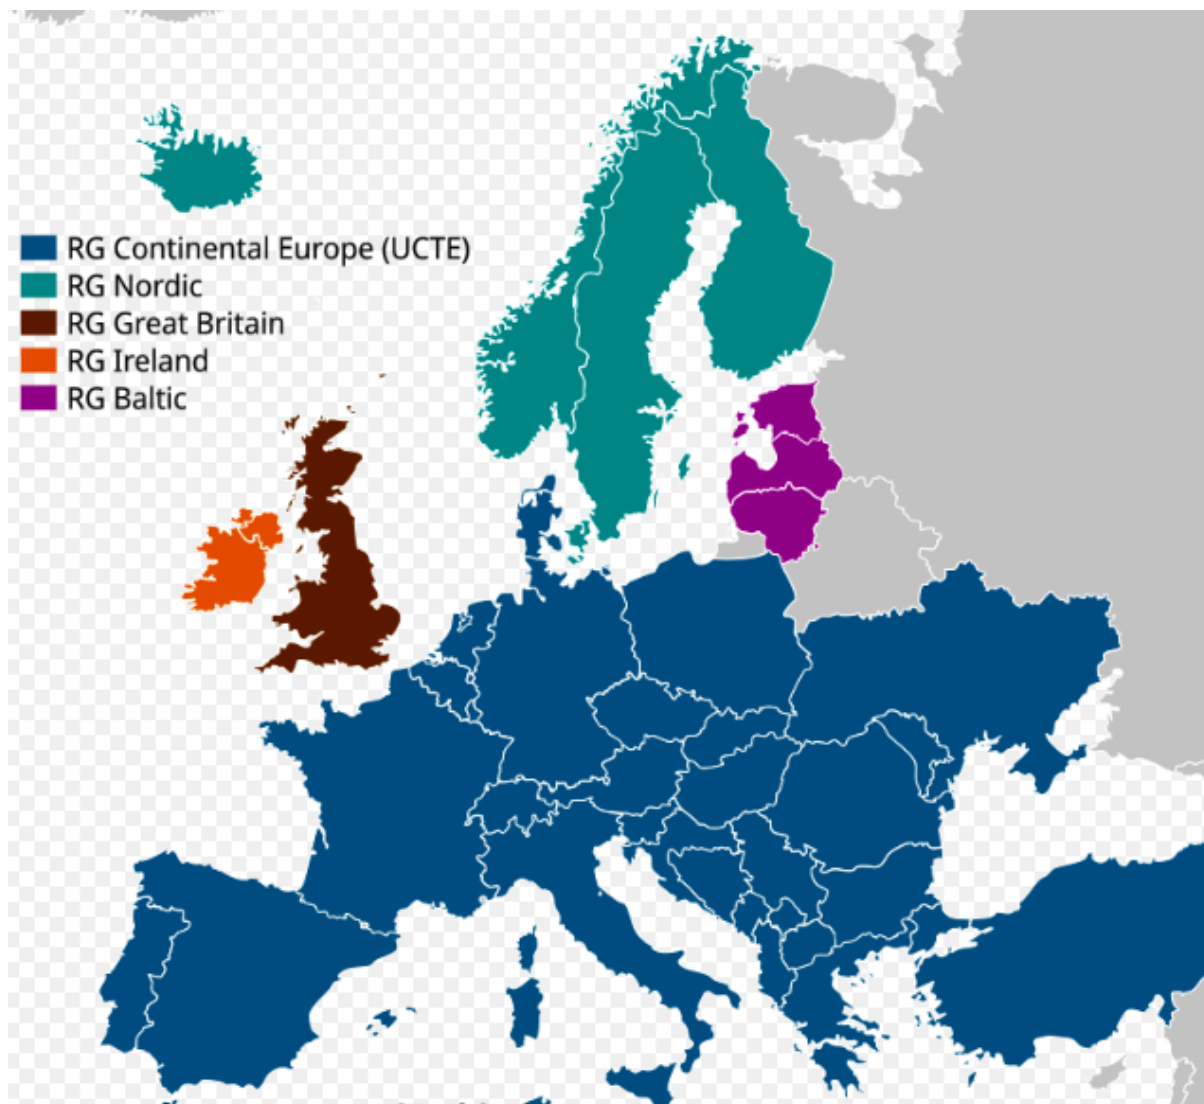 RG Continental Europe (UCTE)
RG Nordic
RG Great Britain
RG Ireland
RG Baltic